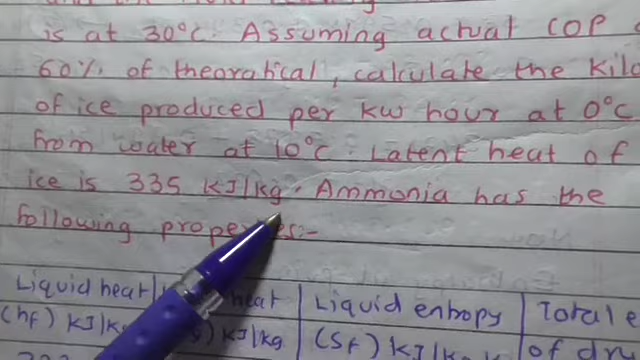 is at 30°C. Assuming actual COP
60% of theoratical, calculate the Kilo
of ice produced per kw hour at 0°C
from water at 10°C. Latent heat of
ice is 335 KJ/kg. Ammonia has the
following
Liquid heat heat Liquid entropy Total
(hf) KJ/kg KJ/kg (Sf) KJ/kg
of